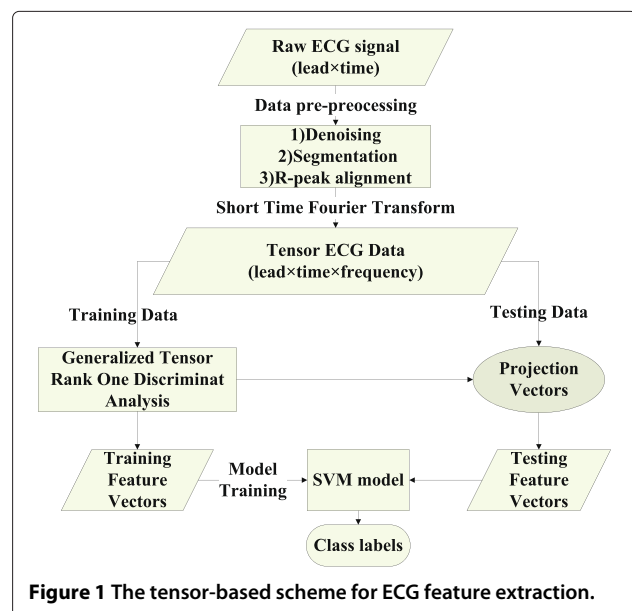 Raw ECG signal
(lead×time)
Data pre-preocessing
1)Denoising
2)Segmentation
3)R-peak alignment
Short Time Fourier Transform
Tensor ECG Data
(lead×time×frequency)
Training Data
Testing Data
Generalized Tensor
Rank One Discriminat
Analysis
Projection
Vectors
Training
Feature
Vectors
Model
Training
SVM model
Testing
Feature
Vectors
Class labels
Figure 1 The tensor-based scheme for ECG feature extraction.